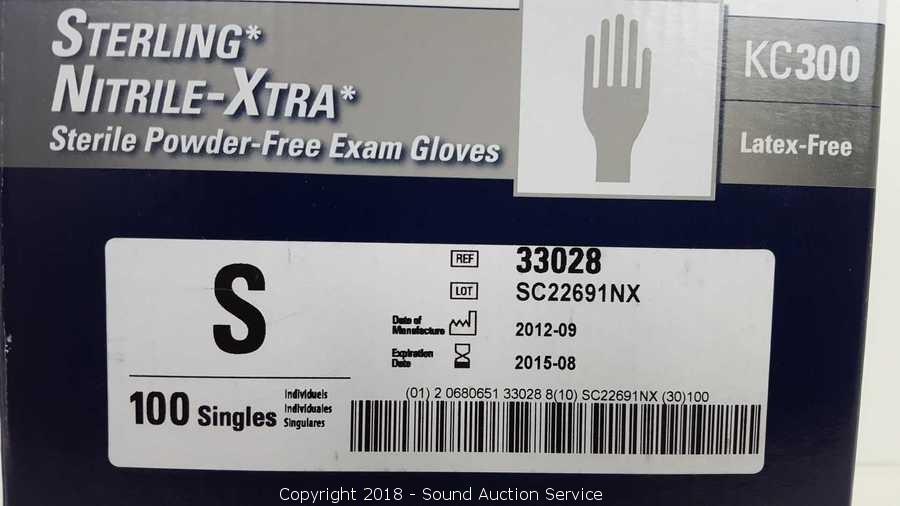 STERLING*
NITRILE-XTRA*
Sterile Powder-Free Exam Gloves
KC300
Latex-Free
S
100 Singles
Individuels
Individuales
Singulares
REF 33028
LOT SC22691NX
Date of
Manufacture
2012-09
Expiration
Date
2015-08
(01) 2 0680651 33028 8(10) SC22691NX (30)100
Copyright 2018 - Sound Auction Service